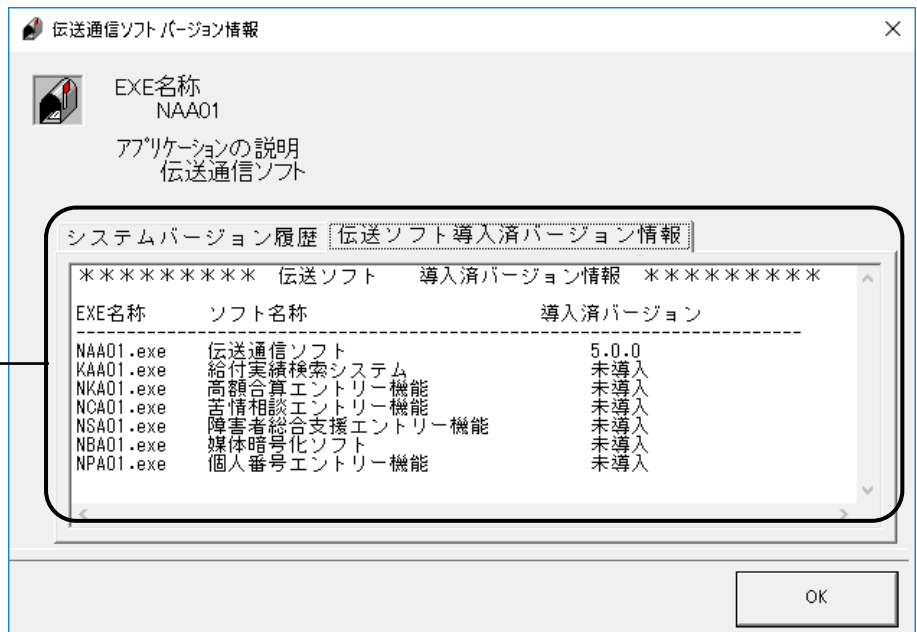 伝送通信ソフト バージョン情報
EXE名称
NAA01
アプリケーションの説明
伝送通信ソフト
システムバージョン履歴 伝送ソフト導入済バージョン情報
********* 伝送ソフト 導入済バージョン情報 *********
EXE名称 ソフト名称 導入済バージョン
--------------------------------------------------------------------------------
NAA01.exe 伝送通信ソフト 5.0.0
KAA01.exe 給付実績検索システム 未導入
NKA01.exe 高額合算エントリー機能 未導入
NCA01.exe 苦情相談エントリー機能 未導入
NSA01.exe 障害者総合支援エントリー機能 未導入
NBA01.exe 媒体暗号化ソフト 未導入
NPA01.exe 個人番号エントリー機能 未導入
OK